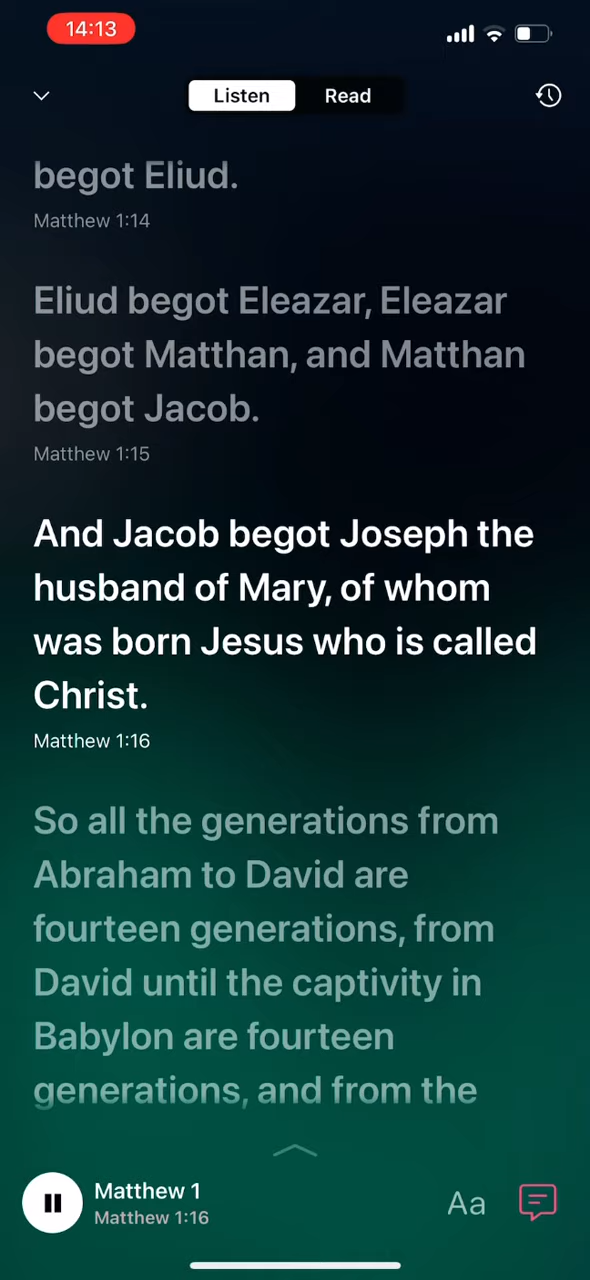 14:13
Listen
Read
begot Eliud.
Matthew 1:14
Eliud begot Eleazar, Eleazar
begot Matthan, and Matthan
begot Jacob.
Matthew 1:15
And Jacob begot Joseph the
husband of Mary, of whom
was born Jesus who is called
Christ.
Matthew 1:16
So all the generations from
Abraham to David are
fourteen generations, from
David until the captivity in
Babylon are fourteen
generations, and from the
Matthew 1
Matthew 1:16
Aa